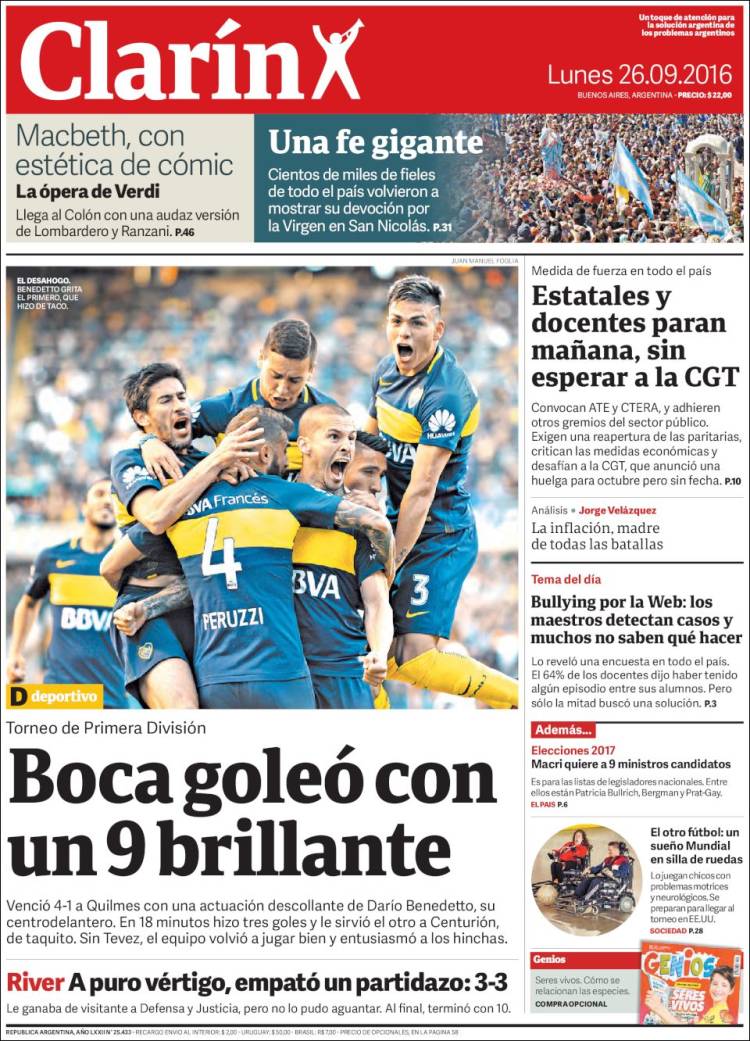 Clarín
Un toque de atención para
la solución argentina de
los problemas argentinos
Lunes 26.09.2016
BUENOS AIRES, ARGENTINA - PRECIO: $ 22,00
Macbeth, con
estética de cómic
La ópera de Verdi
Llega al Colón con una audaz versión
de Lombardero y Ranzani. P.46
Una fe gigante
Cientos de miles de fieles
de todo el país volvieron a
mostrar su devoción por
la Virgen en San Nicolás. P.31
JUAN MANUEL FOGLIA
EL DESAHOGO.
BENEDETTO GRITA
EL PRIMERO, QUE
HIZO DE TACO.
HUAWEI
BBVA Francés
4
PERUZZI
BBVA
3
BBVA
D deportivo
Torneo de Primera División
Boca goleó con
un 9 brillante
Venció 4-1 a Quilmes con una actuación descollante de Darío Benedetto, su
centrodelantero. En 18 minutos hizo tres goles y le sirvió el otro a Centurión,
de taquito. Sin Tevez, el equipo volvió a jugar bien y entusiasmó a los hinchas.
River A puro vértigo, empató un partidazo: 3-3
Le ganaba de visitante a Defensa y Justicia, pero no lo pudo aguantar. Al final, terminó con 10.
Medida de fuerza en todo el país
Estatales y
docentes paran
mañana, sin
esperar a la CGT
Convocan ATE y CTERA, y adhieren
otros gremios del sector público.
Exigen una reapertura de las paritarias,
critican las medidas económicas y
desafían a la CGT, que anunció una
huelga para octubre pero sin fecha. P.10
Análisis • Jorge Velázquez
La inflación, madre
de todas las batallas
Tema del día
Bullying por la Web: los
maestros detectan casos y
muchos no saben qué hacer
Lo reveló una encuesta en todo el país.
El 64% de los docentes dijo haber tenido
algún episodio entre sus alumnos. Pero
sólo la mitad buscó una solución. P.3
Además...
Elecciones 2017
Macri quiere a 9 ministros candidatos
Es para las listas de legisladores nacionales. Entre
ellos están Patricia Bullrich, Bergman y Prat-Gay.
EL PAIS P.6
El otro fútbol: un
sueño Mundial
en silla de ruedas
Lo juegan chicos con
problemas motrices
y neurológicos. Se
preparan para llegar al
torneo en EE.UU.
SOCIEDAD P.28
Genios
Seres vivos. Cómo se
relacionan las especies.
COMPRA OPCIONAL
GENIOS
SERES
VIVOS
REPUBLICA ARGENTINA, AÑO LXXII N° 25.433 - RECARGO ENVIO AL INTERIOR: $ 2,00 - URUGUAY: $ 50,00 - BRASIL: R$ 7,00 - PRECIO DE OPCIONALES, EN LA PAGINA 58